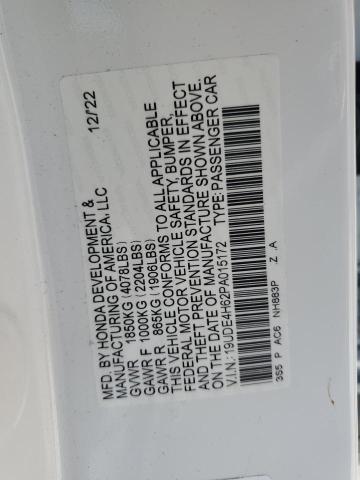 MFD. BY HONDA DEVELOPMENT & 12/22
MANUFACTURING OF AMERICA, LLC
GVWR 1850KG (4078LBS)
GAWR F 1000KG (2204LBS)
GAWR R 865KG (1906LBS)
THIS VEHICLE CONFORMS TO ALL APPLICABLE
FEDERAL MOTOR VEHICLE SAFETY, BUMPER,
AND THEFT PREVENTION STANDARDS IN EFFECT
ON THE DATE OF MANUFACTURE SHOWN ABOVE.
V.I.N.: 19UDE4H62PA015172 TYPE: PASSENGER CAR
3S5 P AC6 NH883P Z .A